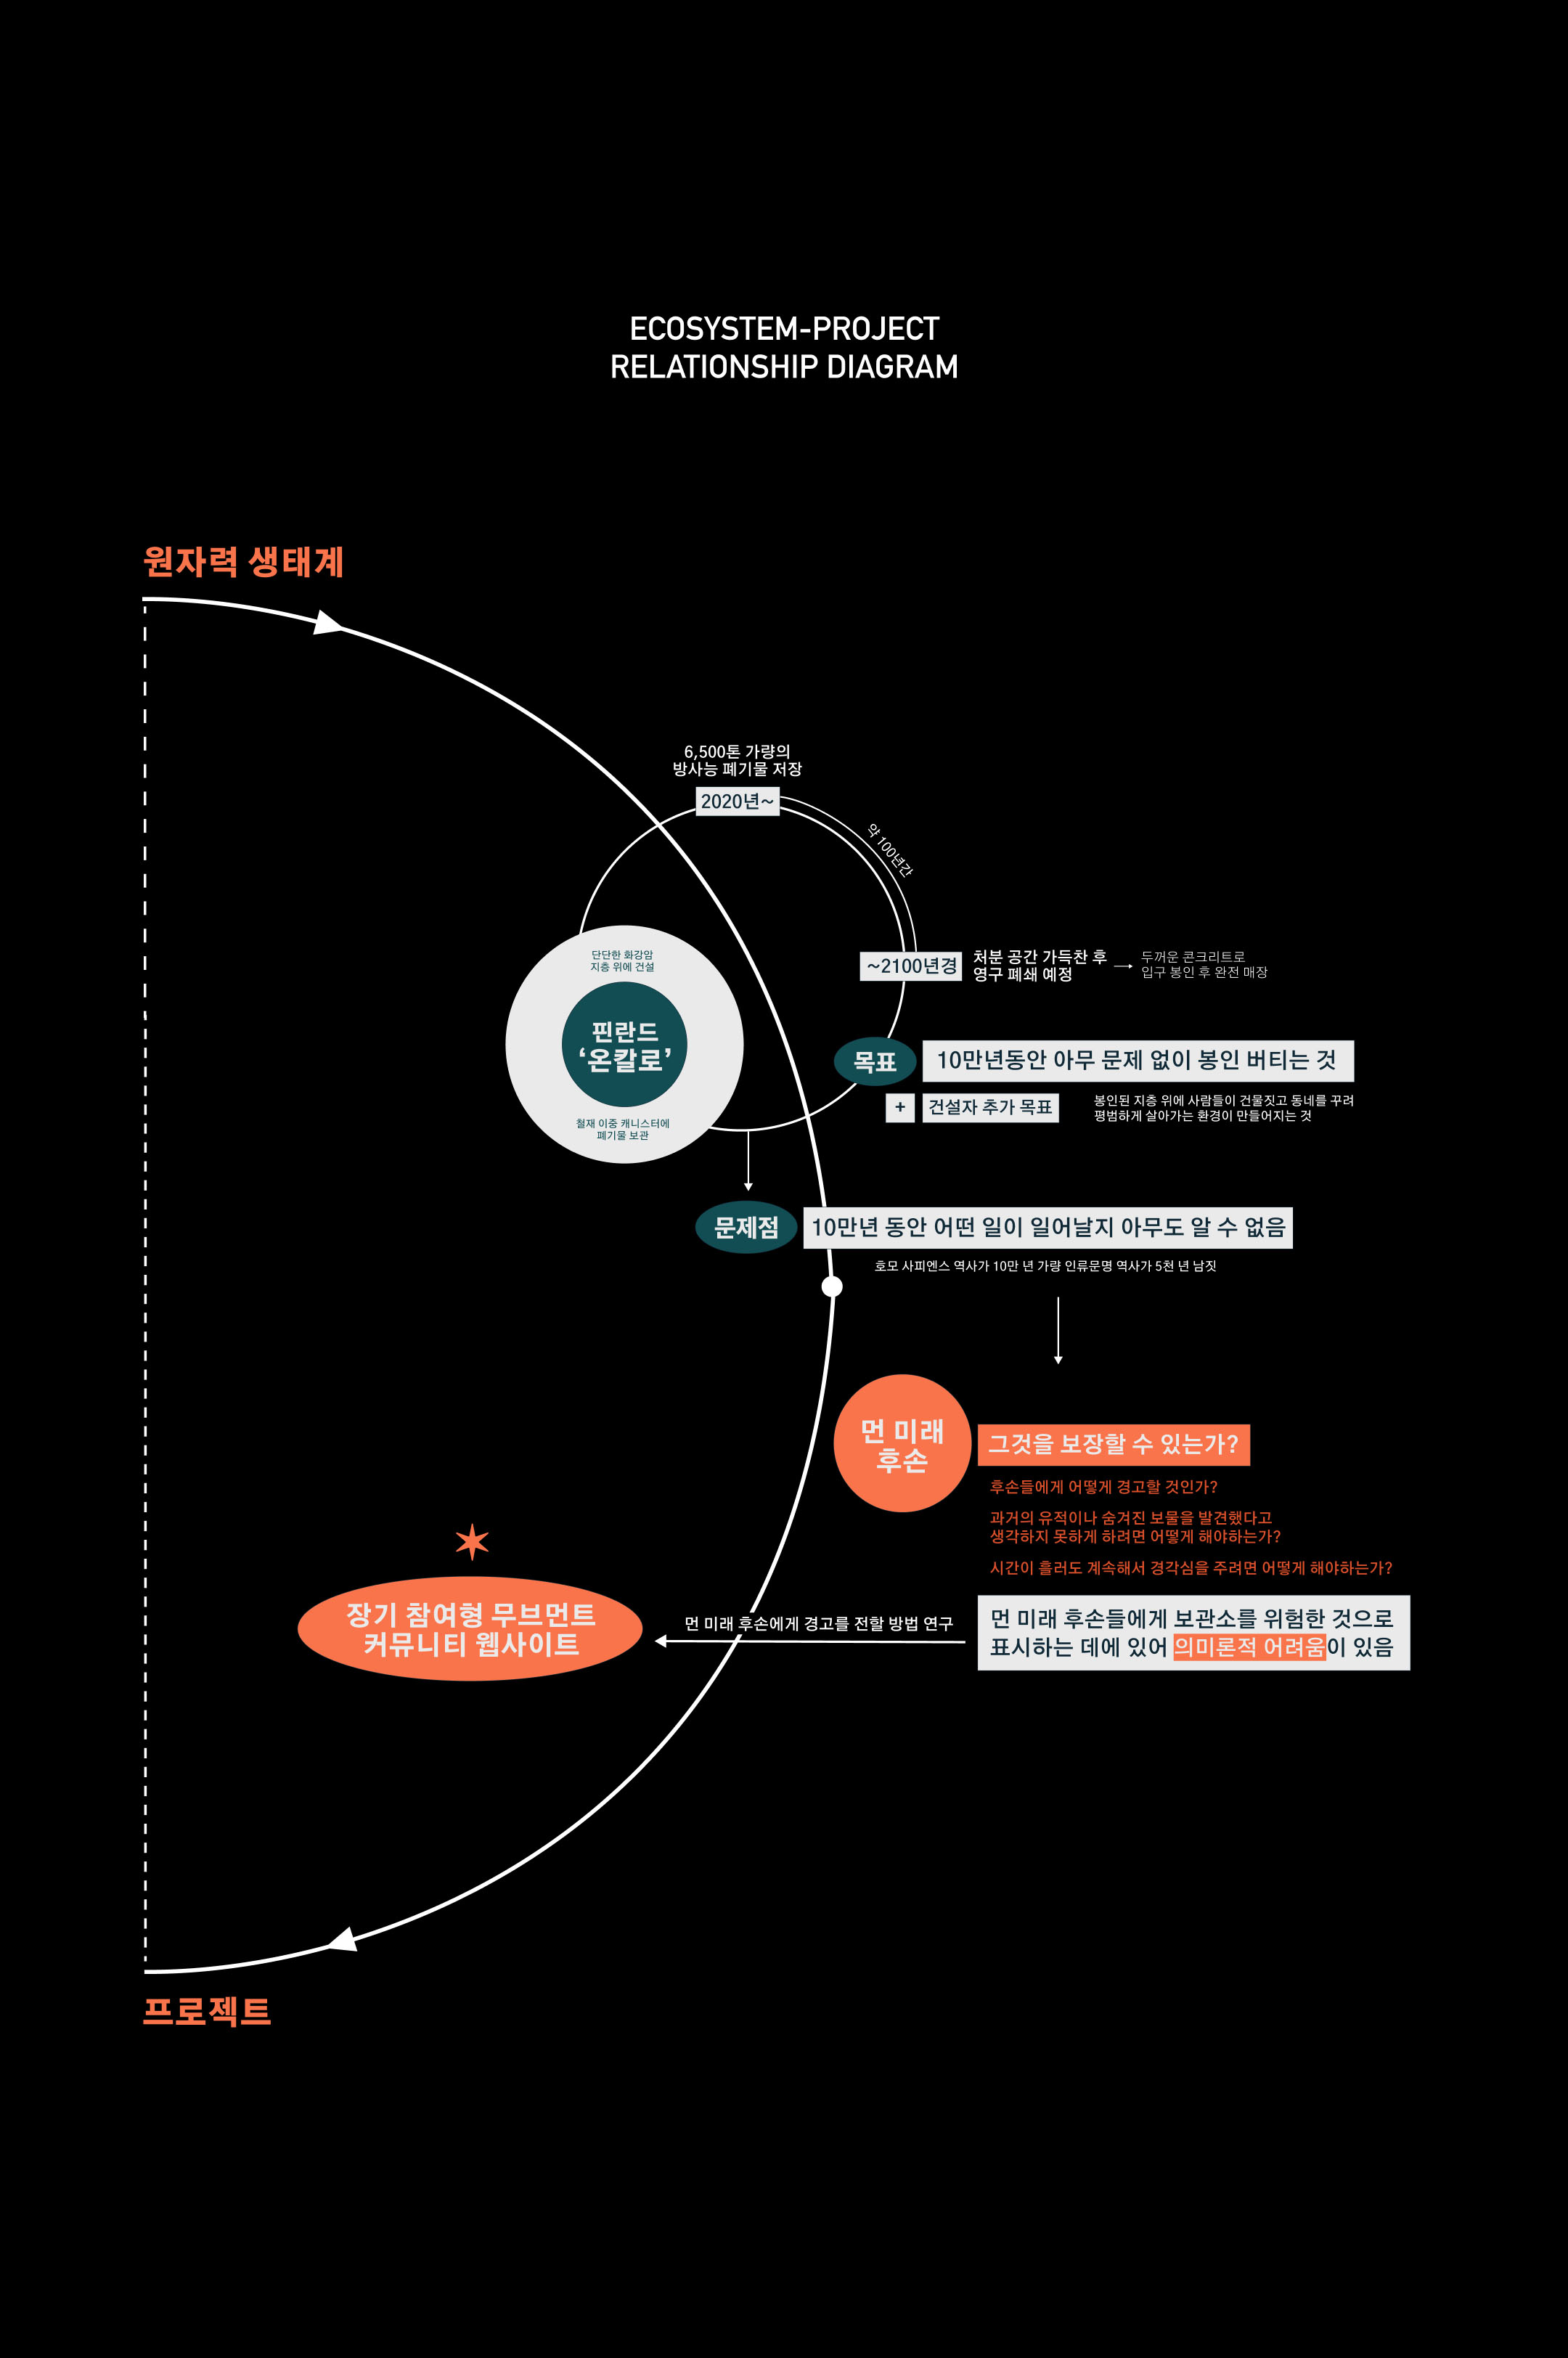 ECOSYSTEM-PROJECT
RELATIONSHIP DIAGRAM
원자력 생태계
6,500톤 가량의
방사능 폐기물 저장
2020년~
약 100년간
단단한 화강암
지층 위에 건설
핀란드
‘온칼로’
철재 이중 캐니스터에
폐기물 보관
~2100년경
처분 공간 가득찬 후
영구 폐쇄 예정
두꺼운 콘크리트로
입구 봉인 후 완전 매장
목표
10만년동안 아무 문제 없이 봉인 버티는 것
+
건설자 추가 목표
봉인된 지층 위에 사람들이 건물짓고 동네를 꾸려
평범하게 살아가는 환경이 만들어지는 것
문제점
10만년 동안 어떤 일이 일어날지 아무도 알 수 없음
호모 사피엔스 역사가 10만 년 가량 인류문명 역사가 5천 년 남짓
먼 미래
후손
그것을 보장할 수 있는가?
후손들에게 어떻게 경고할 것인가?
과거의 유적이나 숨겨진 보물을 발견했다고
생각하지 못하게 하려면 어떻게 해야하는가?
시간이 흘러도 계속해서 경각심을 주려면 어떻게 해야하는가?
먼 미래 후손들에게 보관소를 위험한 것으로
표시하는 데에 있어 의미론적 어려움이 있음
먼 미래 후손에게 경고를 전할 방법 연구
장기 참여형 무브먼트
커뮤니티 웹사이트
프로젝트